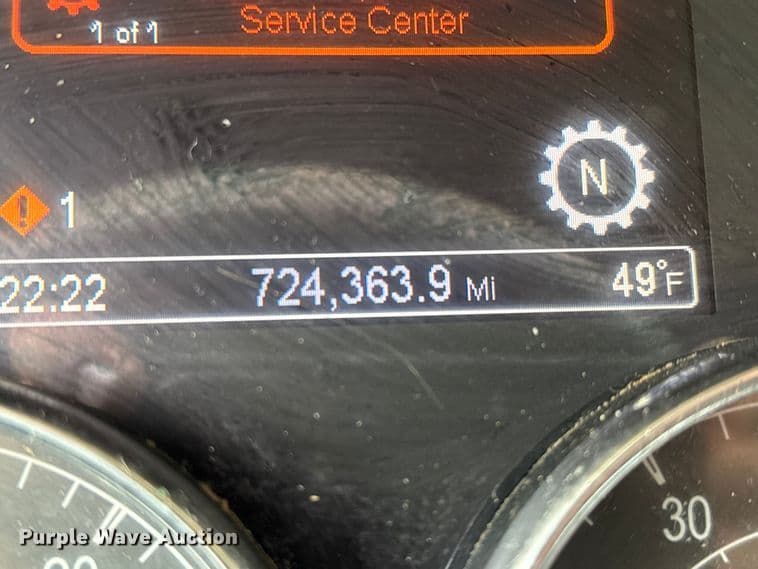 Service Center
1 of 1
N
1
22:22 724,363.9 Mi 49°F
30
Purple Wave Auction